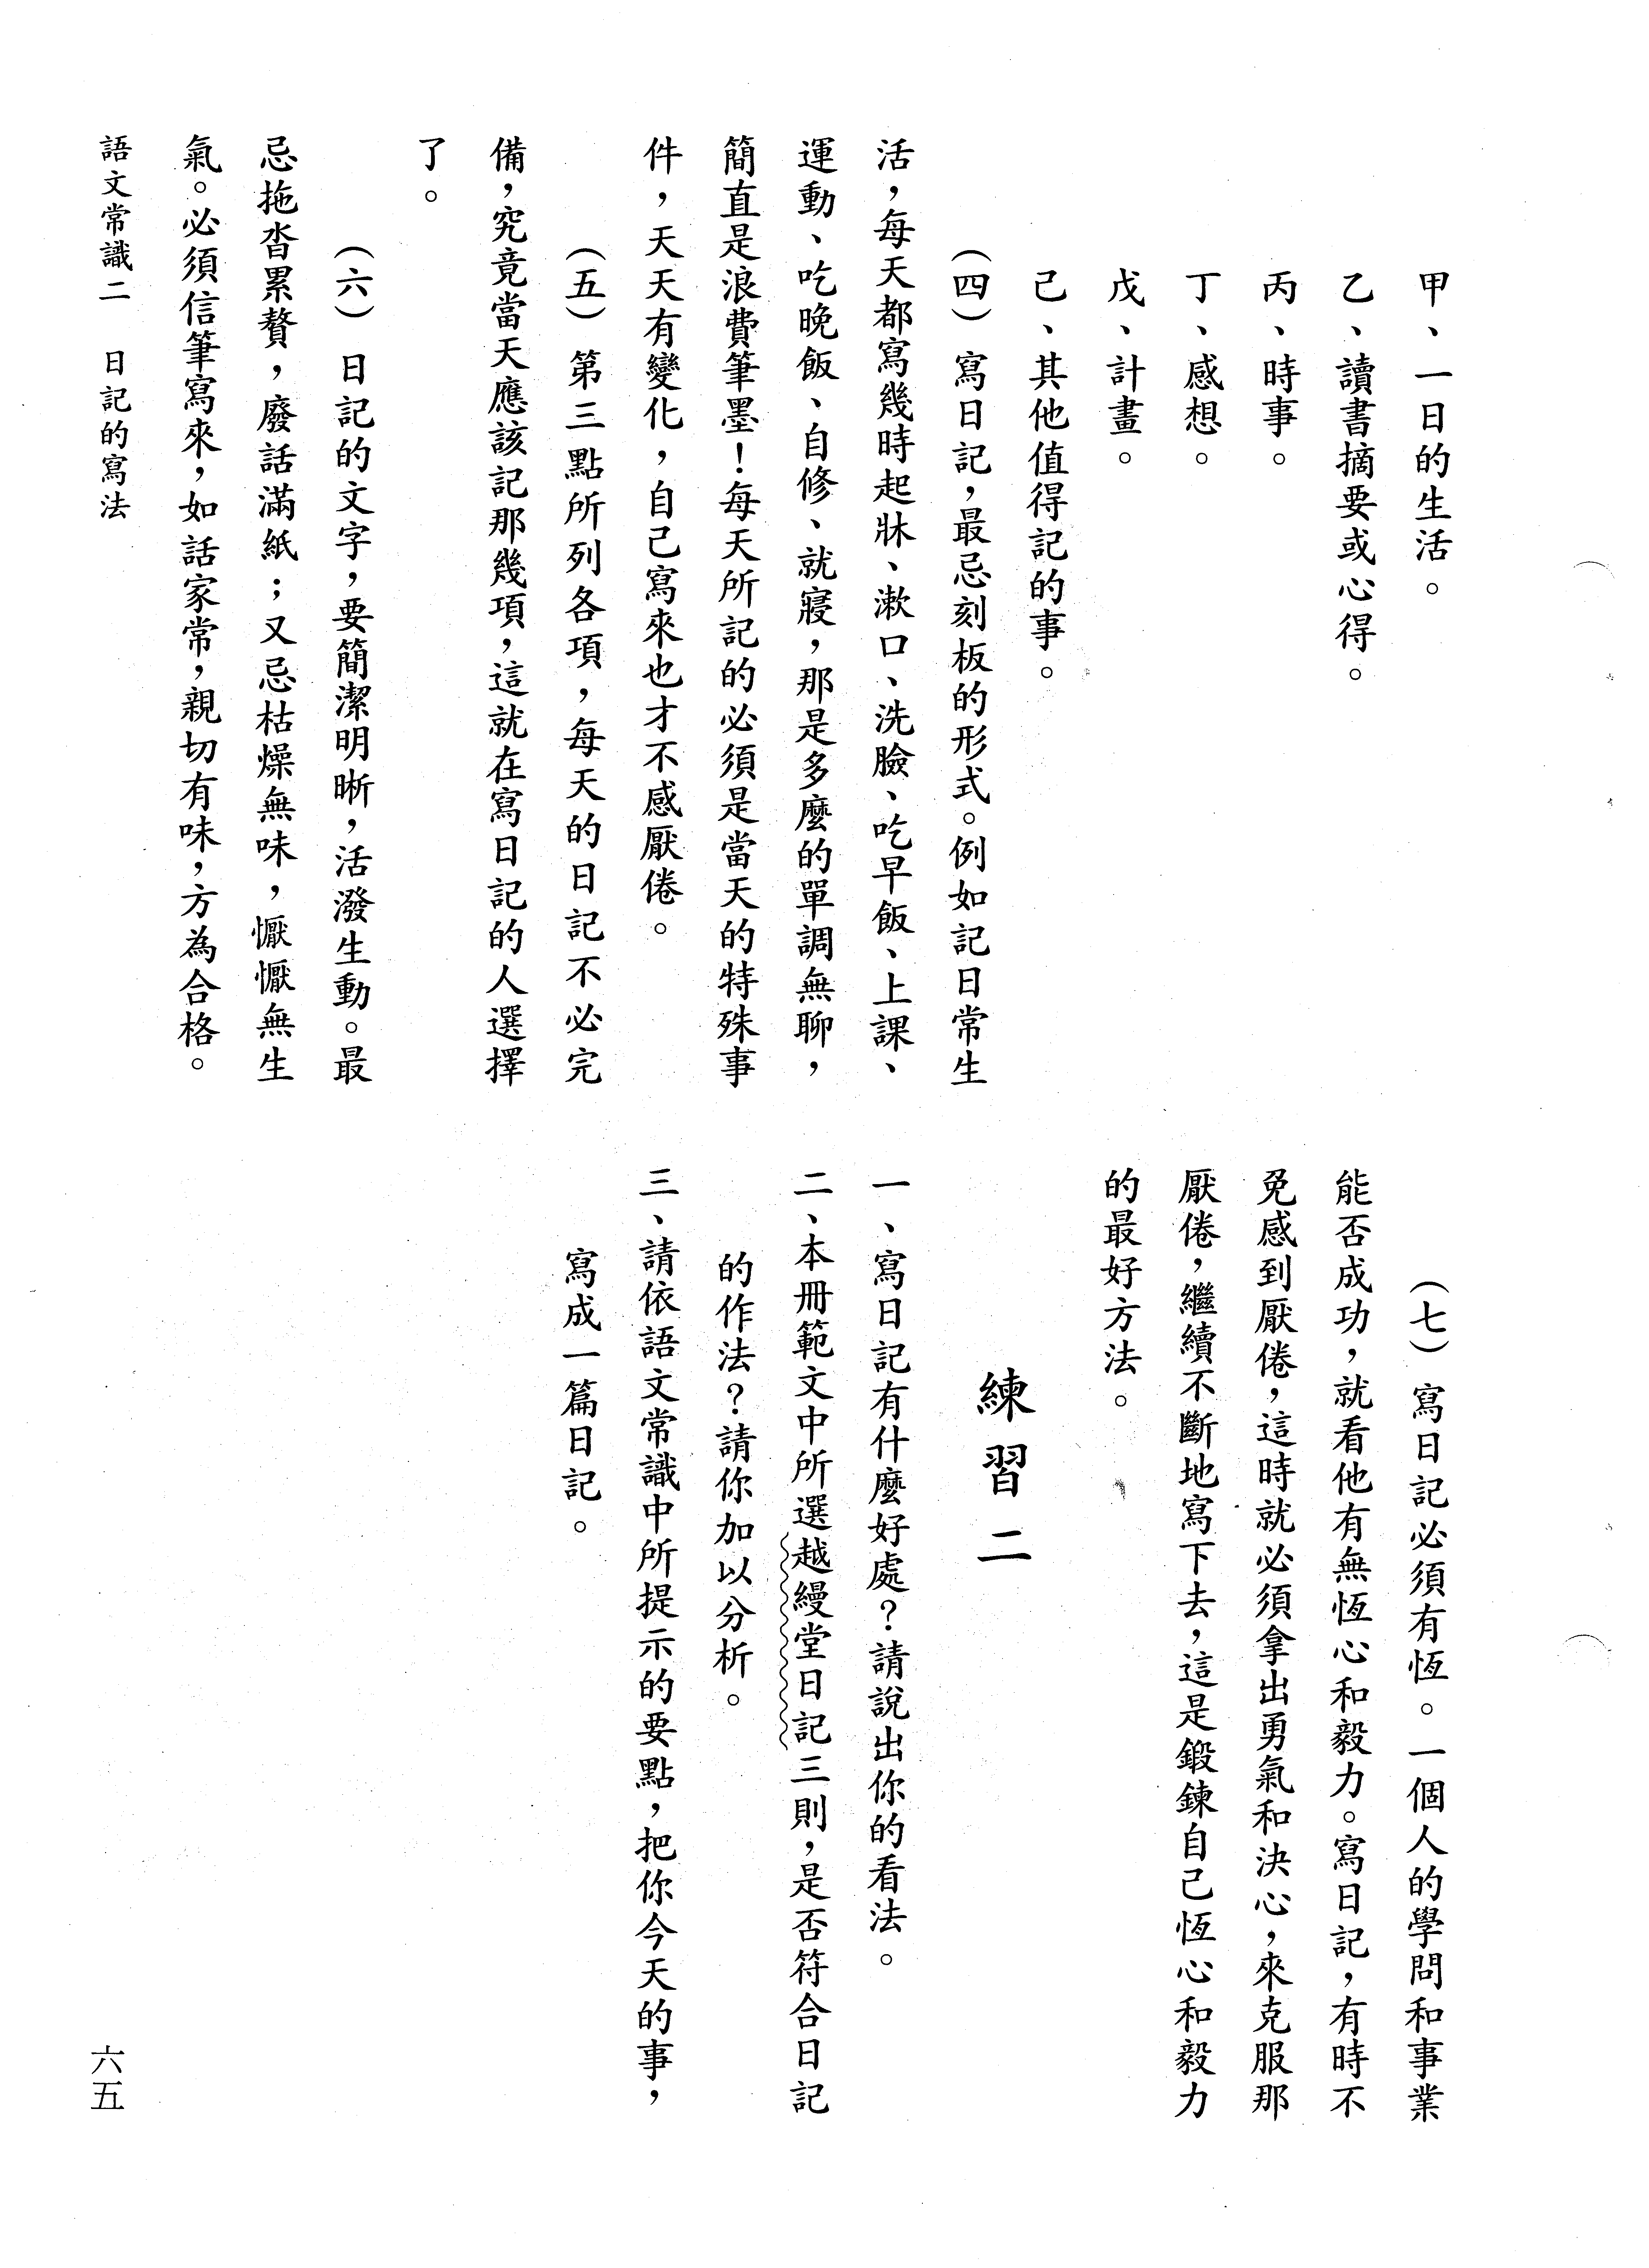 甲、一日的生活。
乙、讀書摘要或心得。
丙、時事。
丁、感想。
戊、計畫。
己、其他值得記的事。
（四）寫日記，最忌刻板的形式。例如記日常生
活，每天都寫幾時起牀、漱口、洗臉、吃早飯、上課、
運動、吃晚飯、自修、就寢，那是多麼的單調無聊，
簡直是浪費筆墨！每天所記的必須是當天的特殊事
件，天天有變化，自己寫來也才不感厭倦。
（五）第三點所列各項，每天的日記不必完
備，究竟當天應該記那幾項，這就在寫日記的人選擇
了。
（六）日記的文字，要簡潔明晰，活潑生動。最
忌拖沓累贅，廢話滿紙；又忌枯燥無味，懨懨無生
氣。必須信筆寫來，如話家常，親切有味，方為合格。
（七）寫日記必須有恆。一個人的學問和事業
能否成功，就看他有無恆心和毅力。寫日記，有時不
免感到厭倦，這時就必須拿出勇氣和決心，來克服那
厭倦，繼續不斷地寫下去，這是鍛鍊自己恆心和毅力
的最好方法。
練習二
一、寫日記有什麼好處？請說出你的看法。
二、本冊範文中所選越縵堂日記三則，是否符合日記
的作法？請你加以分析。
三、請依語文常識中所提示的要點，把你今天的事，
寫成一篇日記。
語文常識二　日記的寫法
六五